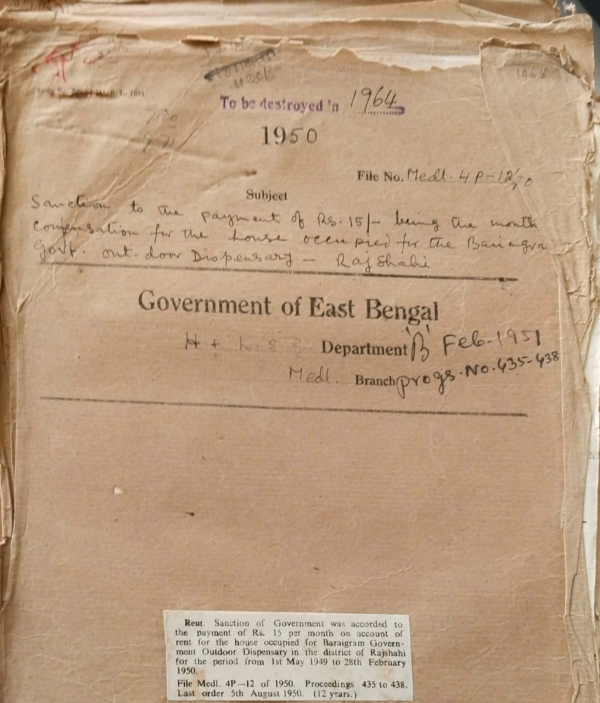 To be destroyed in 1964
1950
File No. Medl. 4P-12/50
Subject
Sanction to the payment of Rs. 15/- being the month
compensation for the house occupied for the Baraigra
Govt. out-door Dispensary - Rajshahi
Government of East Bengal
H + L. S. G. Department 'B' Feb-1951
Medl. Branch progs. No. 435-438
Rent. Sanction of Government was accorded to
the payment of Rs. 15 per month on account of
rent for the house occupied for Baraigram Govern-
ment Outdoor Dispensary in the district of Rajshahi
for the period from 1st May 1949 to 28th February
1950.
File Medl. 4P—12 of 1950. Proceedings 435 to 438.
Last order 5th August 1950. (12 years.)